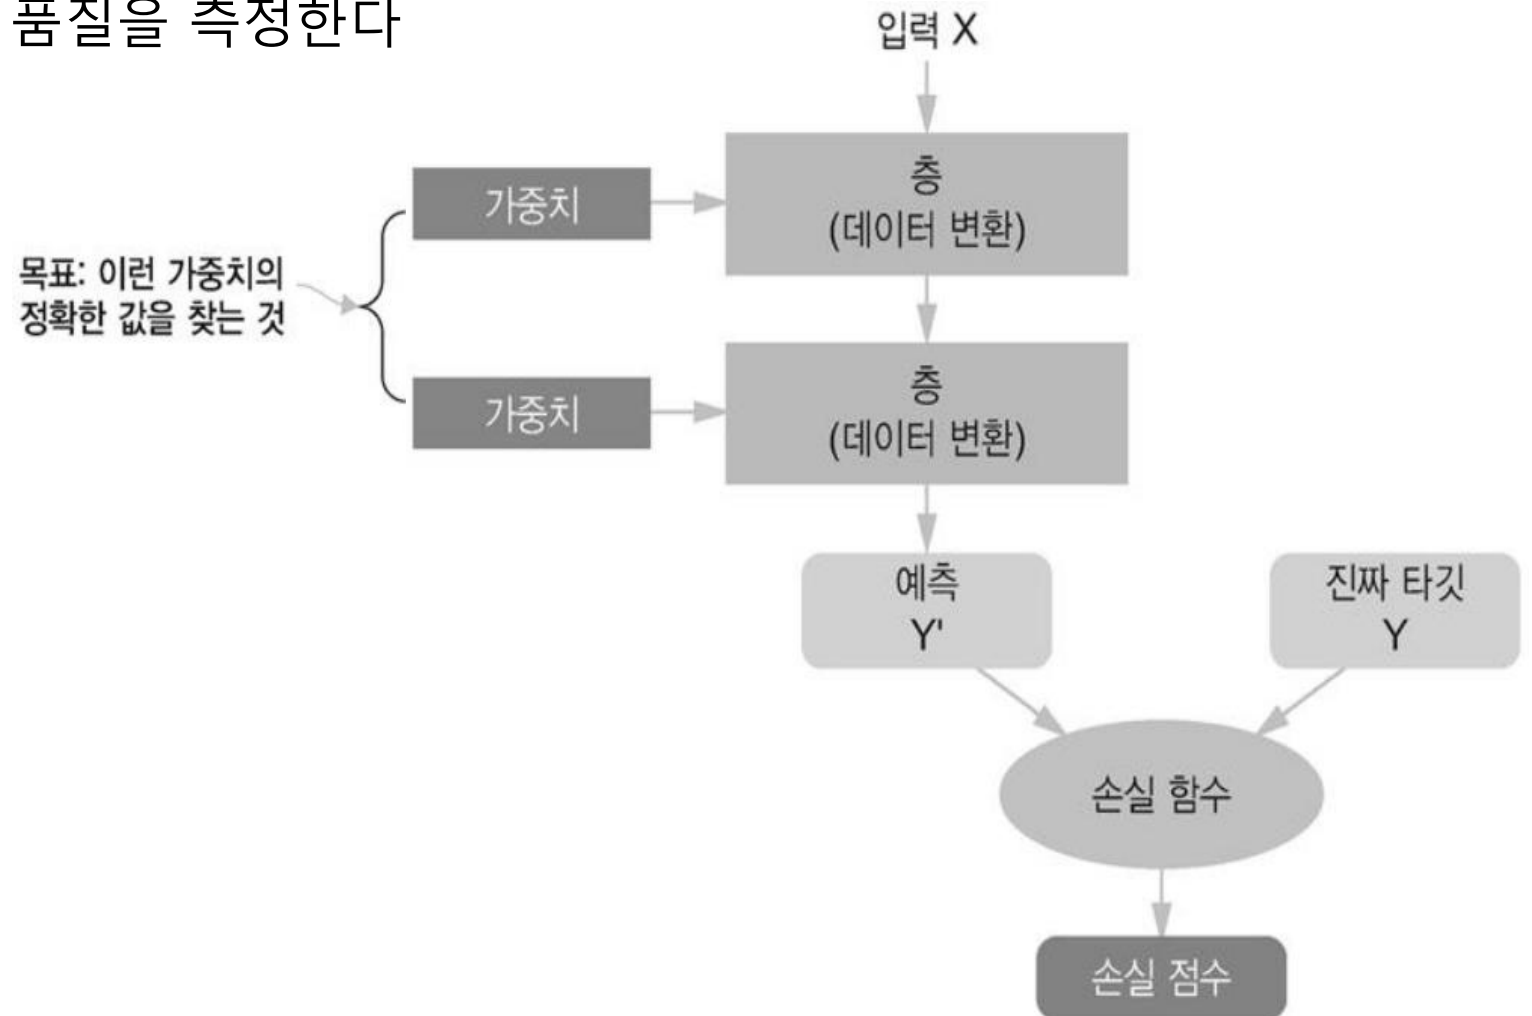 품질을 측정한다
입력 X
가중치
층
(데이터 변환)
목표: 이런 가중치의
정확한 값을 찾는 것
가중치
층
(데이터 변환)
예측
Y'
진짜 타깃
Y
손실 함수
손실 점수